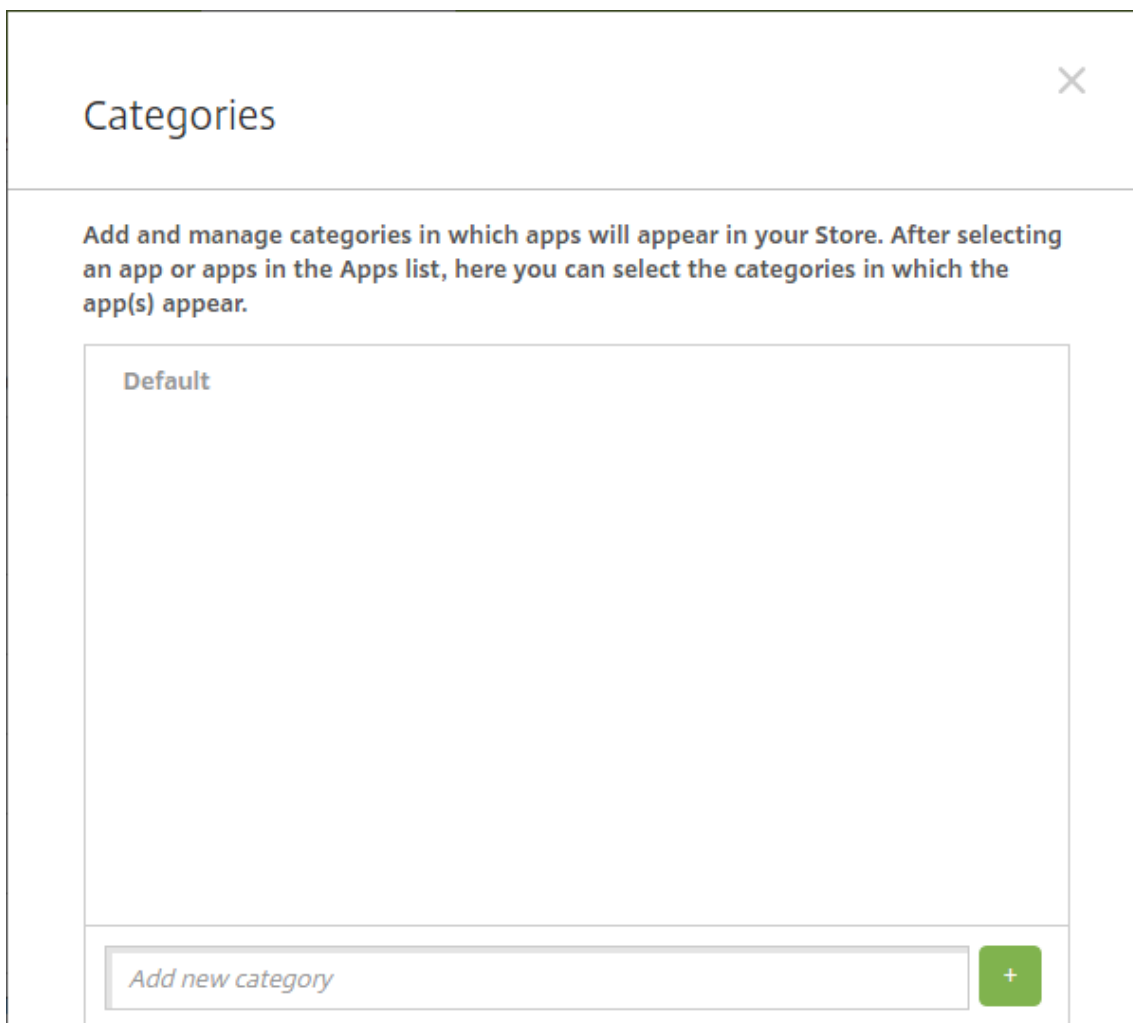 Categories
Add and manage categories in which apps will appear in your Store. After selecting
an app or apps in the Apps list, here you can select the categories in which the
app(s) appear.
Default
Add new category
+